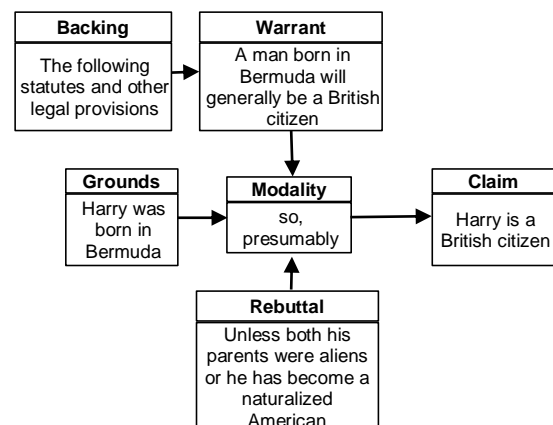 Backing
The following
statutes and other
legal provisions
Warrant
A man born in
Bermuda will
generally be a British
citizen
Grounds
Harry was
born in
Bermuda
Modality
so,
presumably
Claim
Harry is a
British citizen
Rebuttal
Unless both his
parents were aliens
or he has become a
naturalized
American